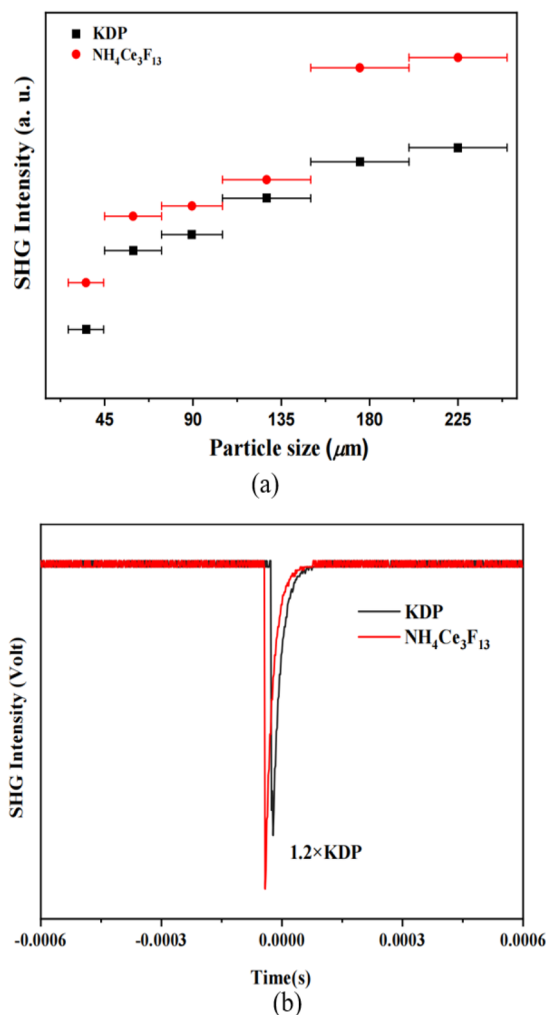 KDP
NH₄Ce₃F₁₃
SHG Intensity (a. u.)
45 90 135 180 225
Particle size (μm)
(a)
KDP
NH₄Ce₃F₁₃
SHG Intensity (Volt)
1.2×KDP
-0.0006 -0.0003 0.0000 0.0003 0.0006
Time(s)
(b)